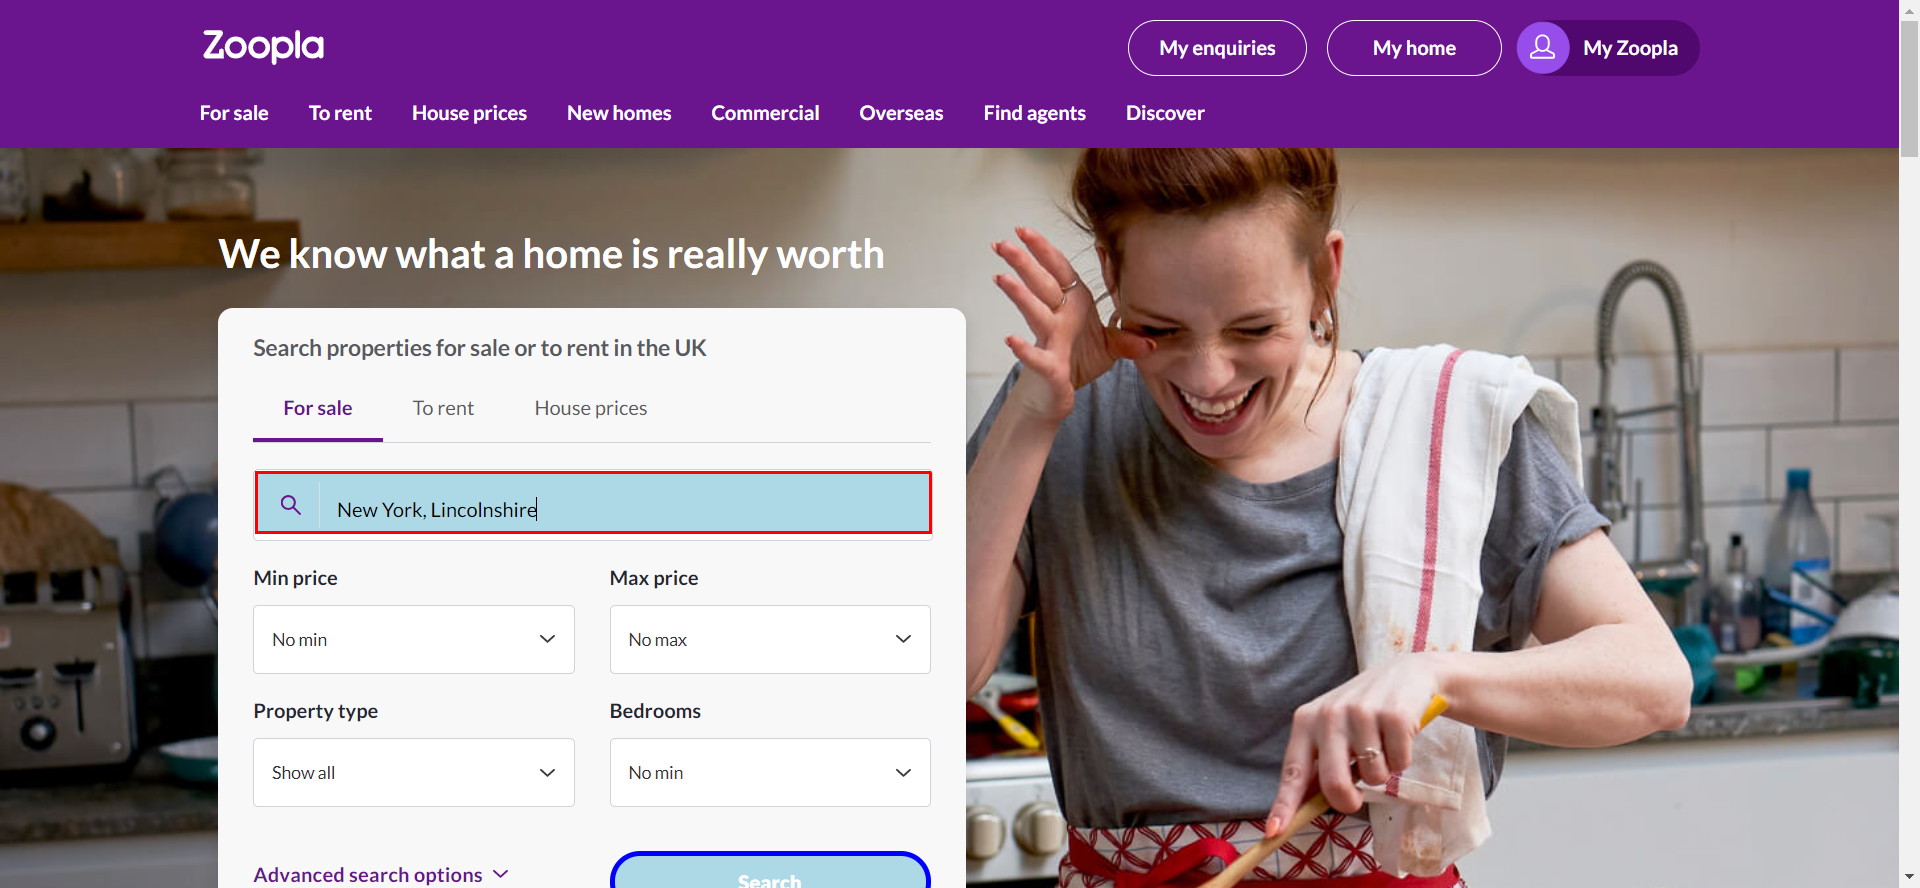 Zoopla
My enquiries
My home
My Zoopla
For sale
To rent
House prices
New homes
Commercial
Overseas
Find agents
Discover
We know what a home is really worth
Search properties for sale or to rent in the UK
For sale
To rent
House prices
New York, Lincolnshire
Min price
Max price
No min
No max
Property type
Bedrooms
Show all
No min
Advanced search options
Search